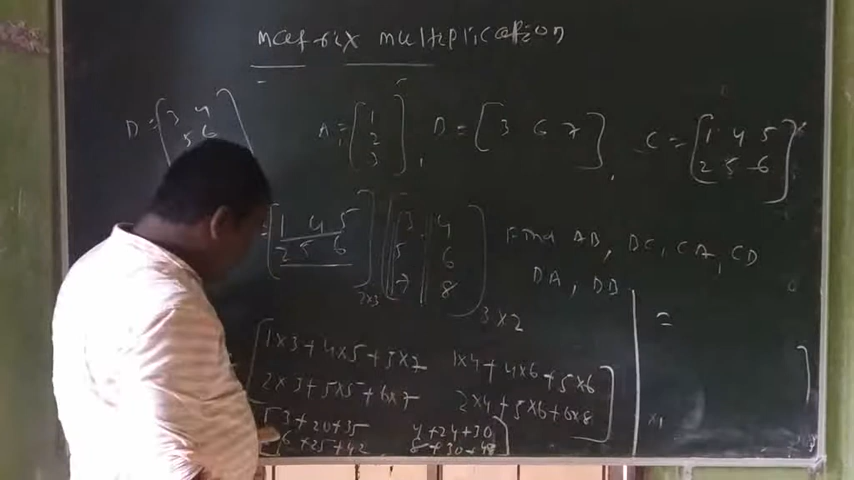 matrix multiplication
D = [3 4
5 6
A = [1
2
3],
B = [3 6 7],
C = [1 4 5
2 5 6]
[1 4 5
2 5 6] 2x3
[3 4
5 6
7 8] 3x2
Find AB, BC, CA, CD
DA, BD
[1x3+4x5+5x7 1x4+4x6+5x6
2x3+5x5+6x7 2x4+5x6+6x8]
[3+20+35 4+24+30
6+25+42 8+30+48]
=